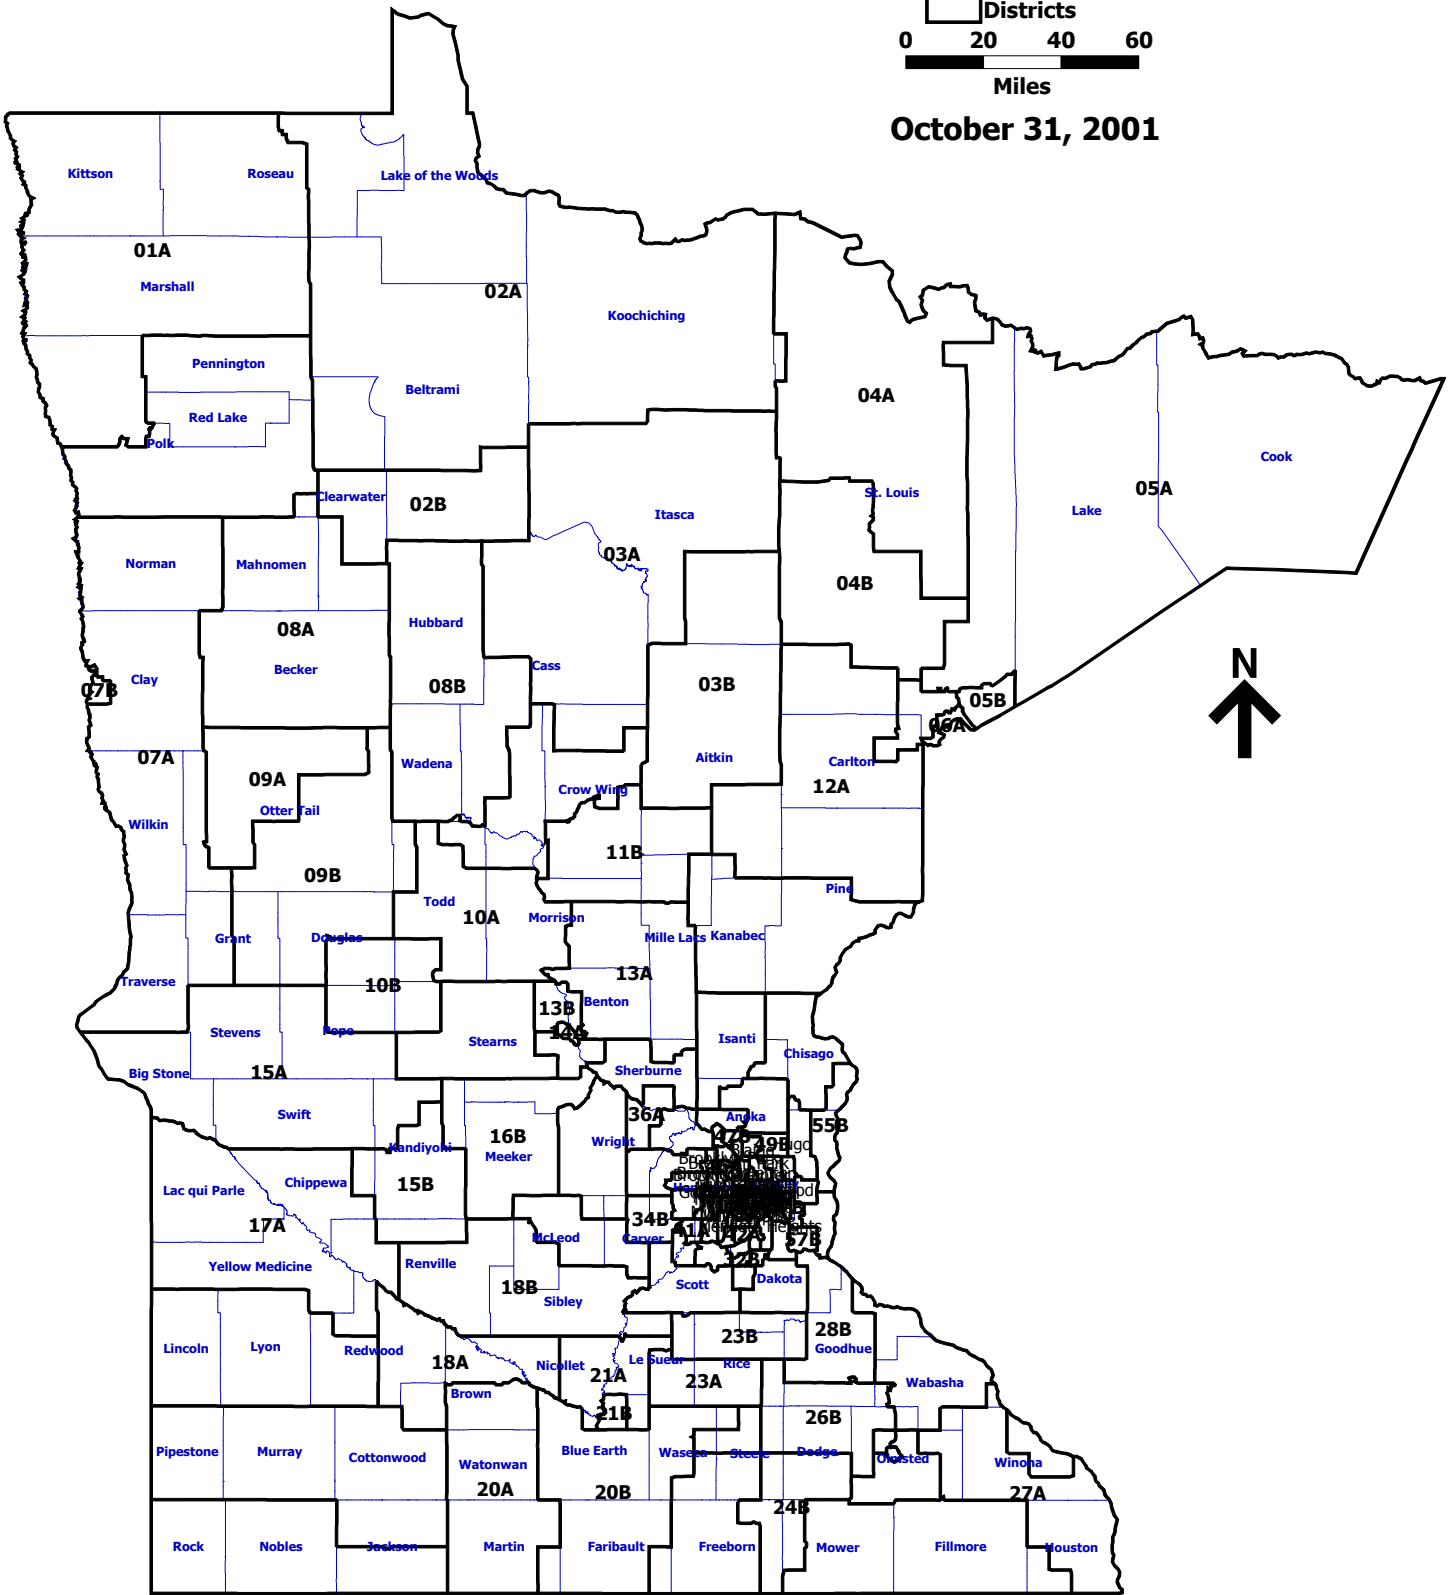 Districts
0 20 40 60
Miles
October 31, 2001
Kittson
Roseau
Lake of the Woods
01A
Marshall
02A
Koochiching
Pennington
Beltrami
04A
Red Lake
Polk
Cook
Clearwater
02B
St. Louis
05A
Lake
Itasca
03A
Norman
Mahnomen
04B
Hubbard
08A
Becker
Cass
N
Clay
07B
08B
03B
05B
06A
07A
Wadena
Aitkin
Carlton
09A
12A
Crow Wing
Otter Tail
Wilkin
11B
09B
Pine
Todd
10A
Morrison
Grant
Douglas
Mille Lacs
Kanabec
13A
Traverse
10B
Benton
13B
Stevens
Pope
14A
Stearns
Isanti
Chisago
Big Stone
15A
Sherburne
Swift
36A
Anoka
55B
16B
47B
49B
Kandiyohi
Wright
Meeker
Lac qui Parle
Chippewa
15B
17A
34B
41A
42A
57B
McLeod
Carver
32B
Yellow Medicine
Renville
18B
Scott
Dakota
Sibley
Lincoln
Lyon
Redwood
18A
Nicollet
Le Sueur
23B
28B
Goodhue
Rice
21A
23A
Brown
Wabasha
21B
26B
Pipestone
Murray
Cottonwood
Watonwan
Blue Earth
Waseca
Steele
Dodge
Olmsted
Winona
20A
20B
24B
27A
Rock
Nobles
Jackson
Martin
Faribault
Freeborn
Mower
Fillmore
Houston